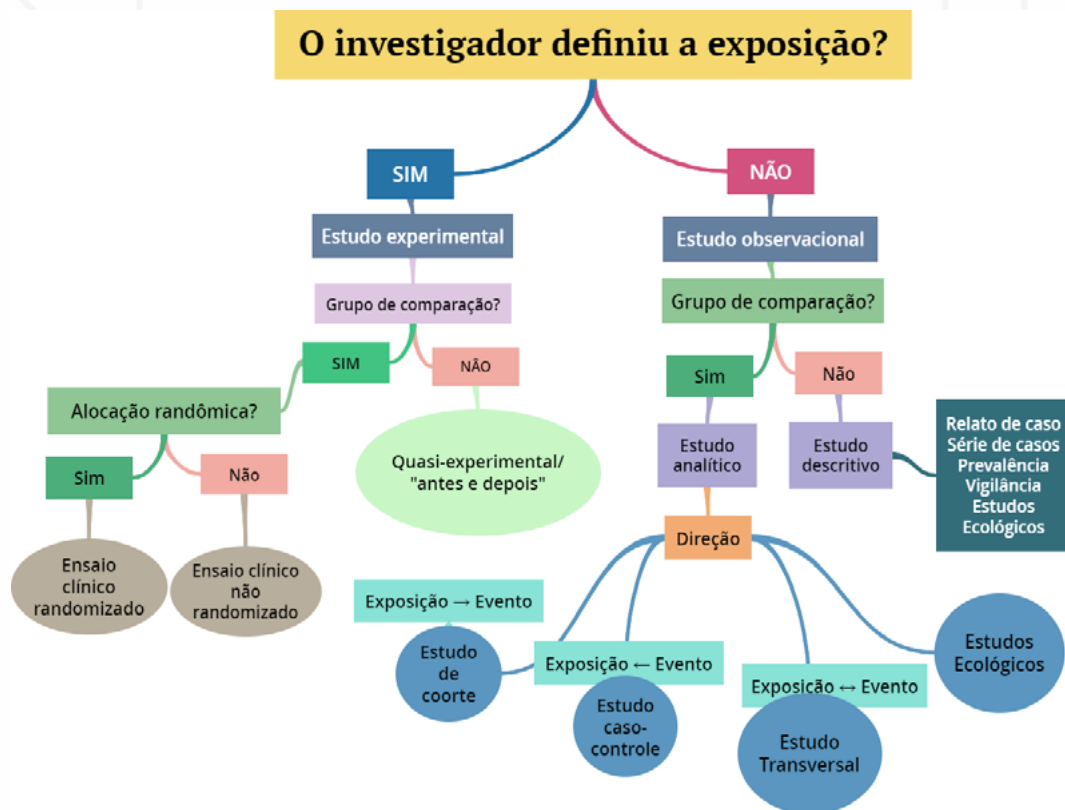 O investigador definiu a exposição?
SIM
NÃO
Estudo experimental
Estudo observacional
Grupo de comparação?
Grupo de comparação?
SIM
NÃO
Sim
Não
Alocação randômica?
Sim
Não
Quasi-experimental/
"antes e depois"
Estudo
analítico
Estudo
descritivo
Relato de caso
Série de casos
Prevalência
Vigilância
Estudos
Ecológicos
Ensaio
clínico
randomizado
Ensaio clínico
não
randomizado
Direção
Exposição → Evento
Estudo
de
coorte
Exposição ← Evento
Estudo
caso-
controle
Exposição ↔ Evento
Estudo
Transversal
Estudos
Ecológicos